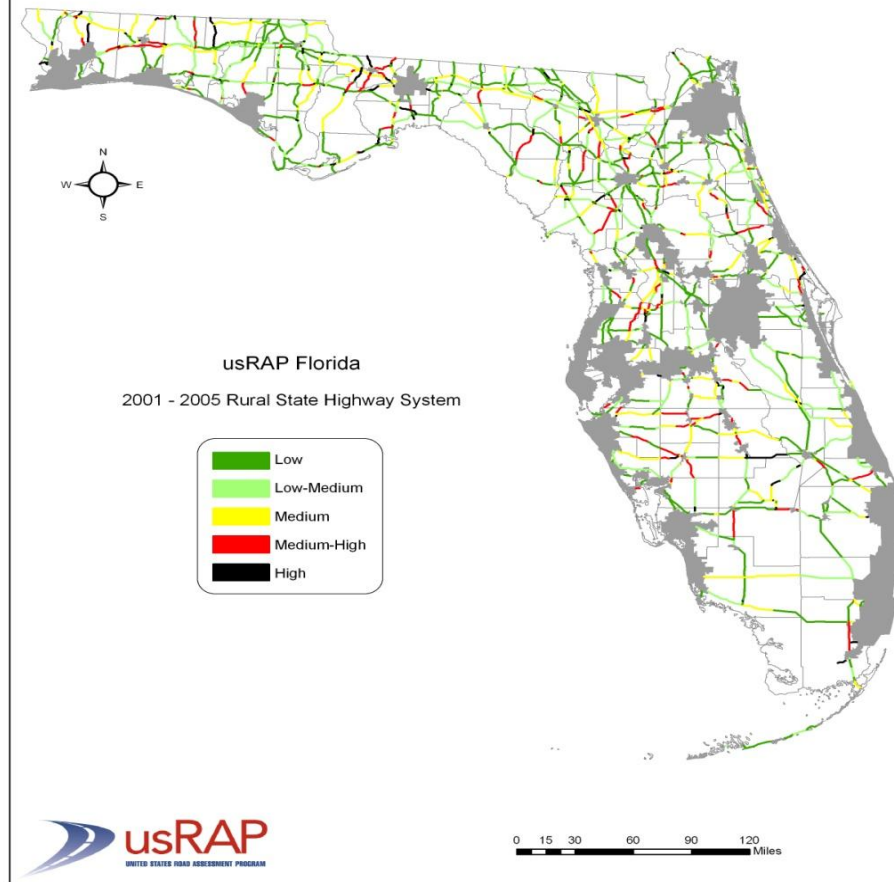 N
W E
S
usRAP Florida
2001 - 2005 Rural State Highway System
Low
Low-Medium
Medium
Medium-High
High
usRAP
UNITED STATES ROAD ASSESSMENT PROGRAM
0 15 30 60 90 120
Miles